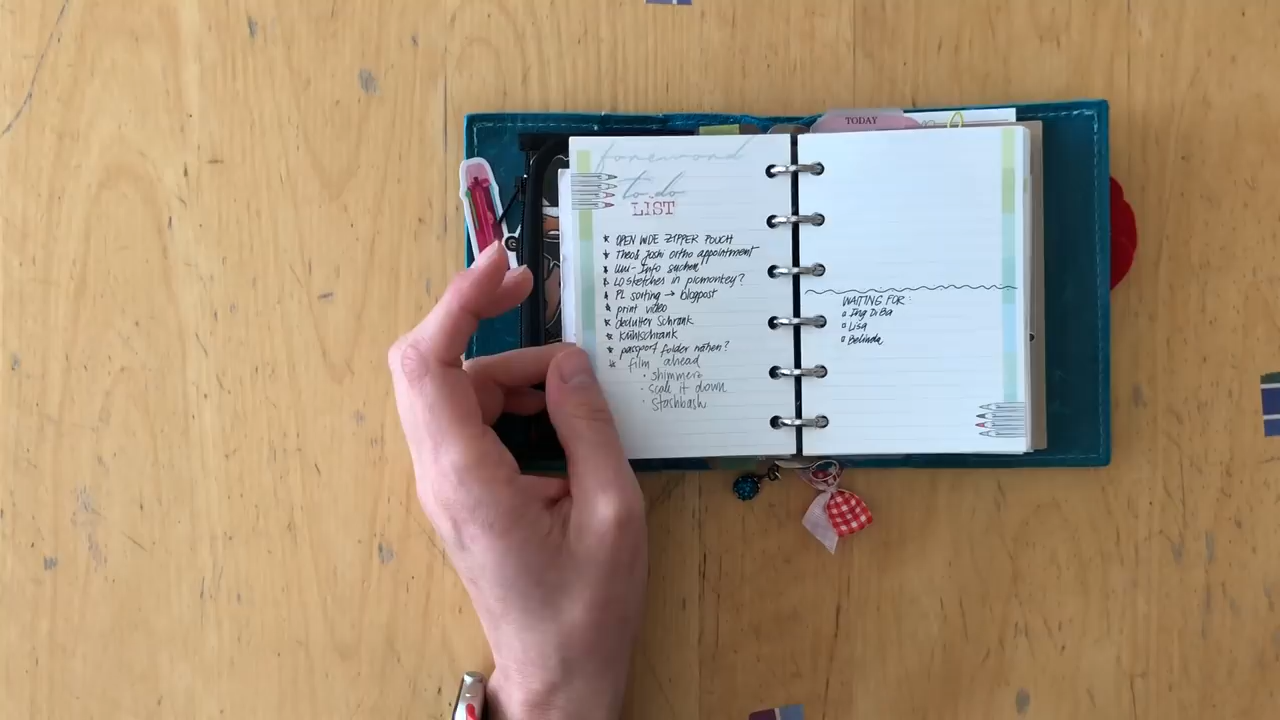 TODAY
foreword
to do
LIST
* OPEN WIDE ZIPPER POUCH
* Theo & Joshi ortho appointment
* Uni-Info suchen
* LO sketches in picmonkey?
* PL sorting → blogpost
* print video
* declutter Schrank
* Kühlschrank
* passport folder nähen?
* film ahead
· shimmerz
· scale it down
· stashbash
WAITING FOR:
▫ Ing DiBa
▫ Lisa
▫ Belinda